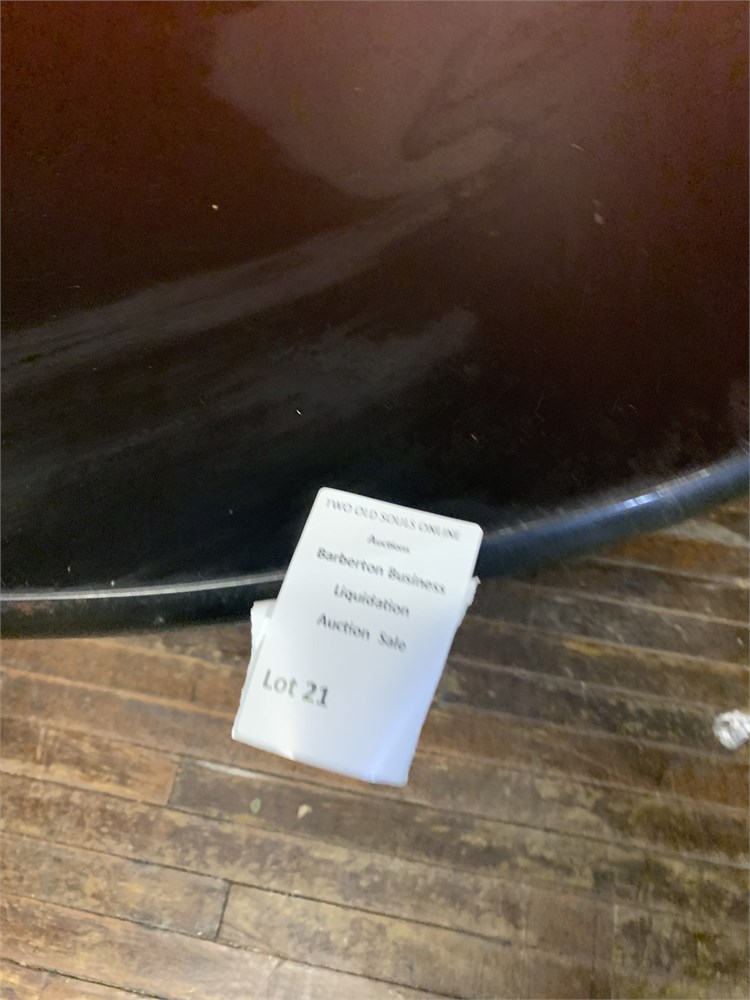 TWO OLD SOULS ONLINE
Auctions
Barberton Business
Liquidation
Auction Sale
Lot 21